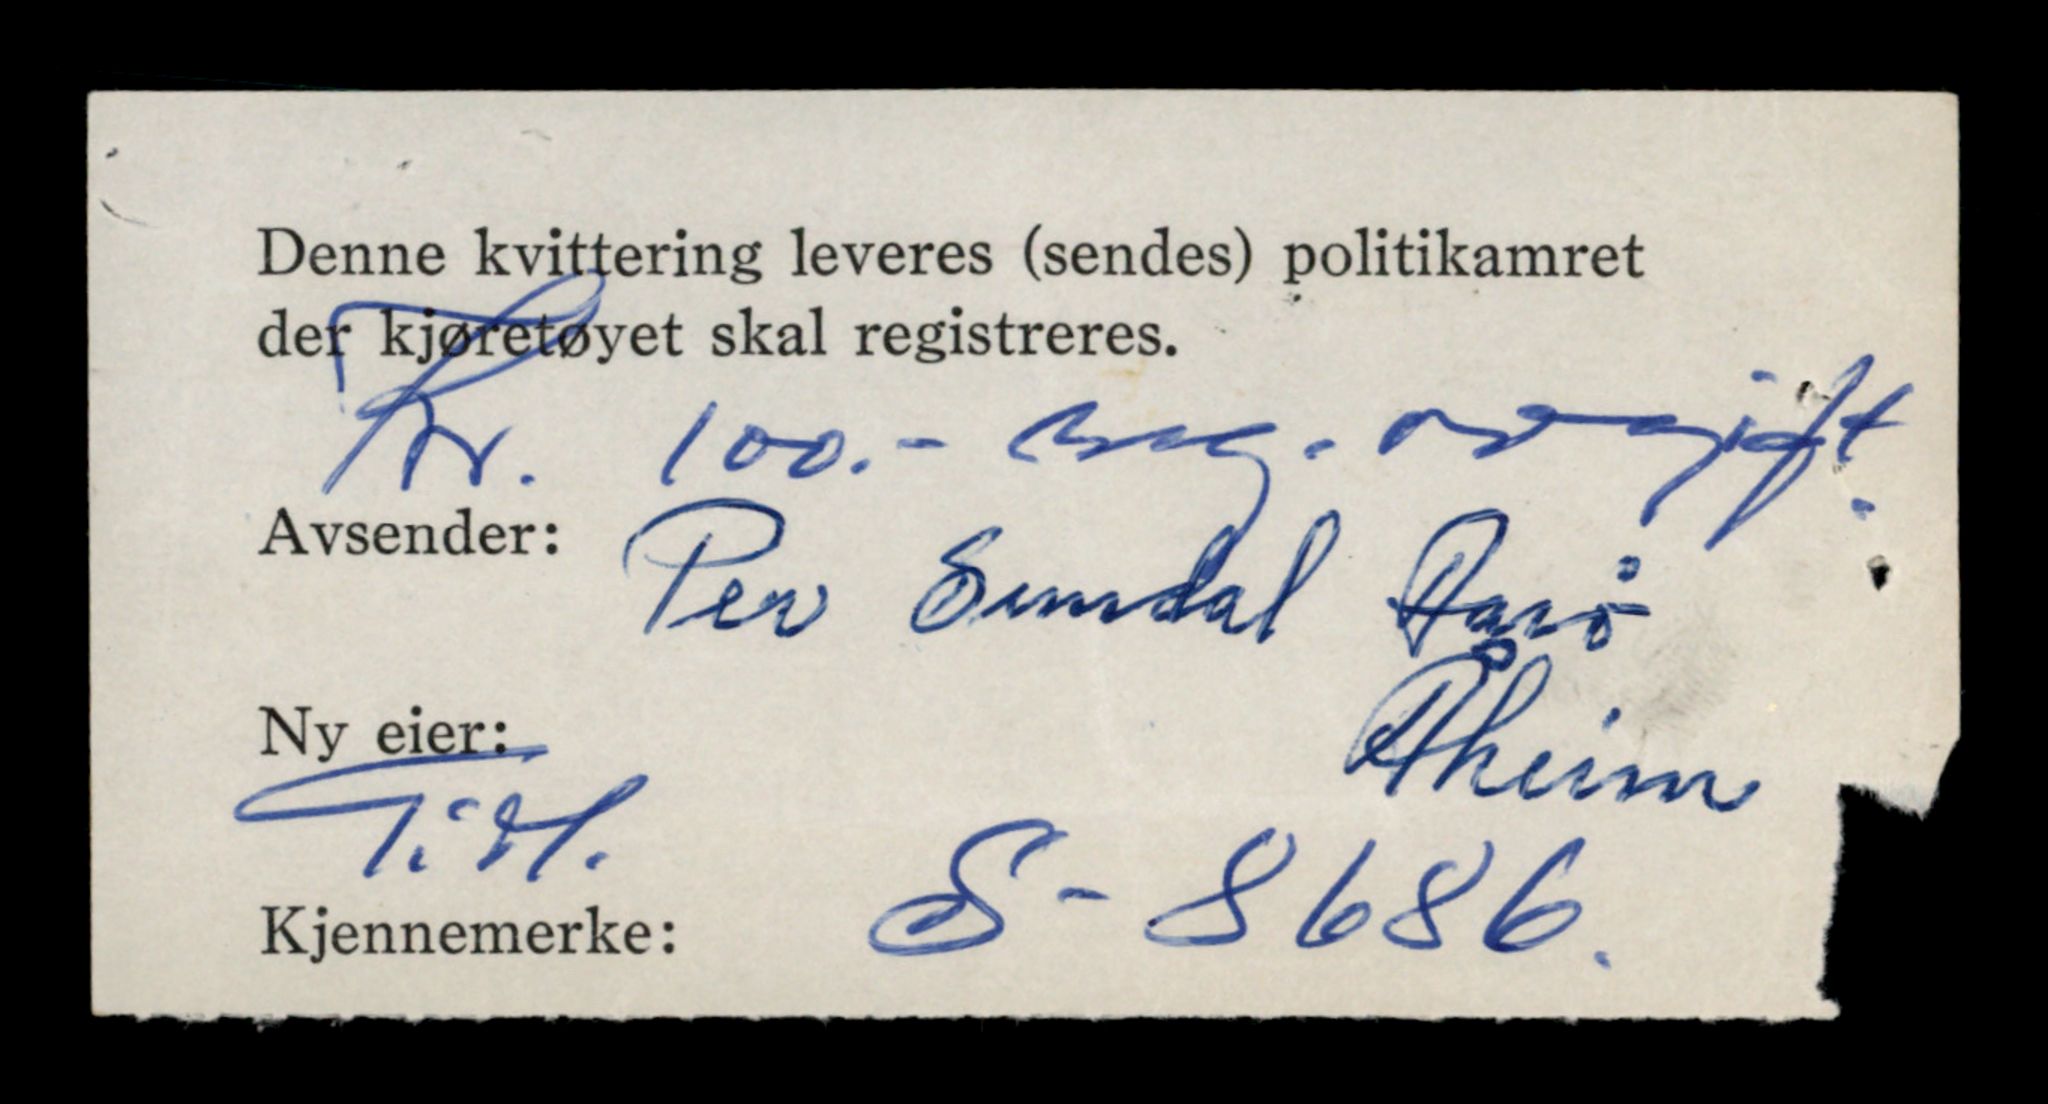 Denne kvittering leveres (sendes) politikamret
der kjøretøyet skal registreres.
Kr. 100.- avgift.
Avsender: Per Sundal
Åheim
Ny eier:
Kjennemerke: S-8686.